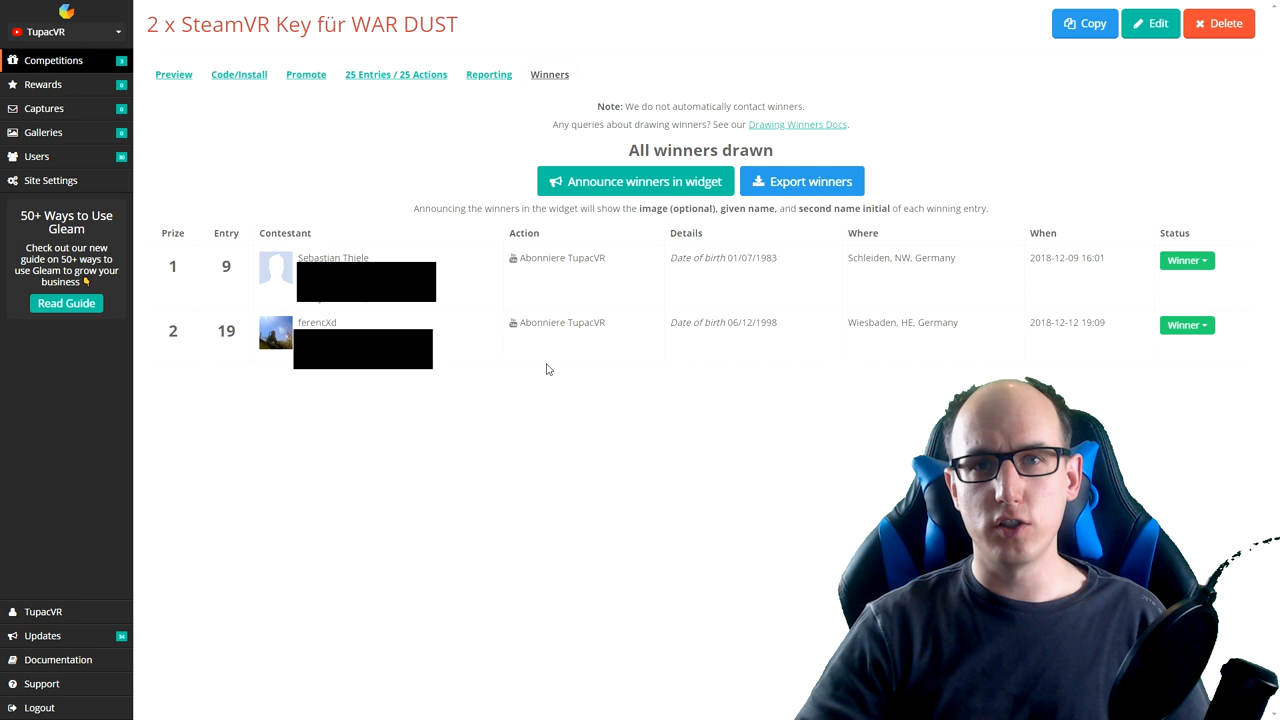 TupacVR
Competitions 3
Rewards 0
Captures 0
Galleries 0
Users 30
Site Settings
50+ Ways to Use
Gleam
Check out our new
guide on 50+ ways to
use Gleam to grow your
business 👇
Read Guide
TupacVR
Updates 34
Documentation
Support
Logout
2 x SteamVR Key für WAR DUST
Copy Edit Delete
Preview Code/Install Promote 25 Entries / 25 Actions Reporting Winners
Note: We do not automatically contact winners.
Any queries about drawing winners? See our Drawing Winners Docs.
All winners drawn
Announce winners in widget Export winners
Announcing the winners in the widget will show the image (optional), given name, and second name initial of each winning entry.
Prize Entry Contestant Action Details Where When Status
1 9 Sebastian Thiele Abonniere TupacVR Date of birth 01/07/1983 Schleiden, NW, Germany 2018-12-09 16:01 Winner
2 19 ferencXd Abonniere TupacVR Date of birth 06/12/1998 Wiesbaden, HE, Germany 2018-12-12 19:09 Winner